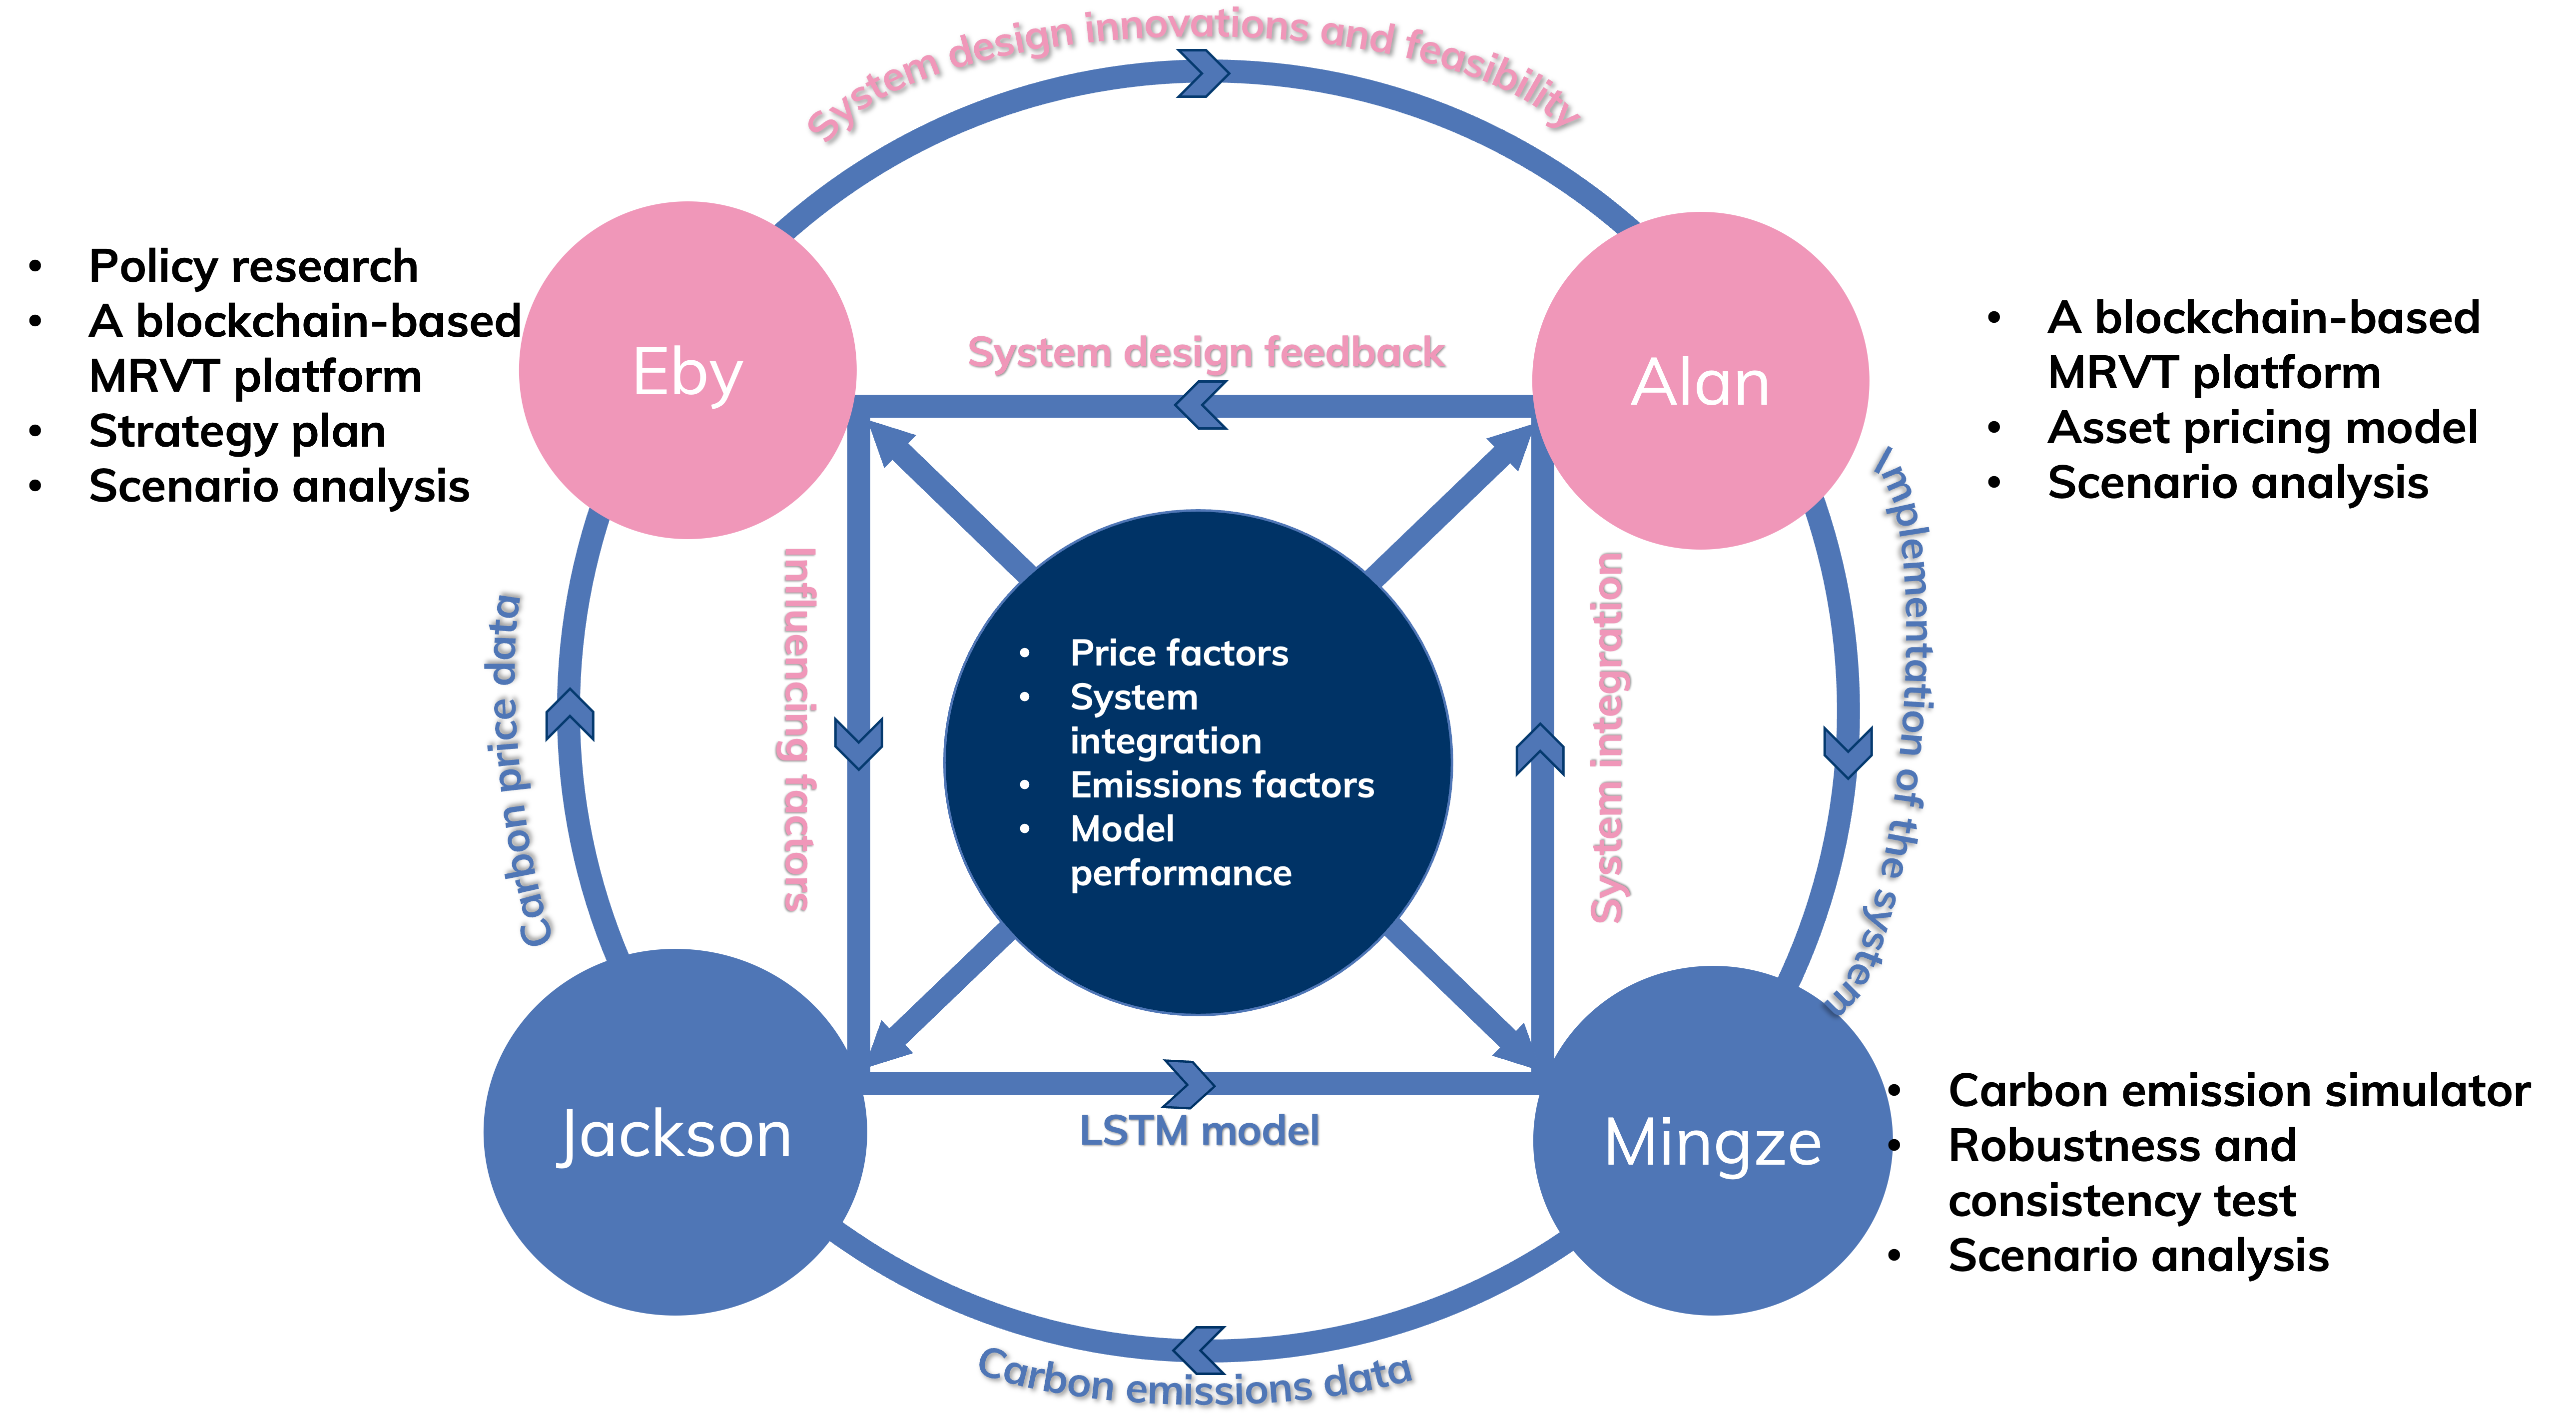 System design innovations and feasibility
• Policy research
• A blockchain-based
MRVT platform
• Strategy plan
• Scenario analysis
Eby
System design feedback
Alan
• A blockchain-based
MRVT platform
• Asset pricing model
• Scenario analysis
Carbon price data
Influencing factors
• Price factors
• System
integration
• Emissions factors
• Model
performance
System integration
Implementation of the system
Jackson
LSTM model
Mingze
• Carbon emission simulator
• Robustness and
consistency test
• Scenario analysis
Carbon emissions data